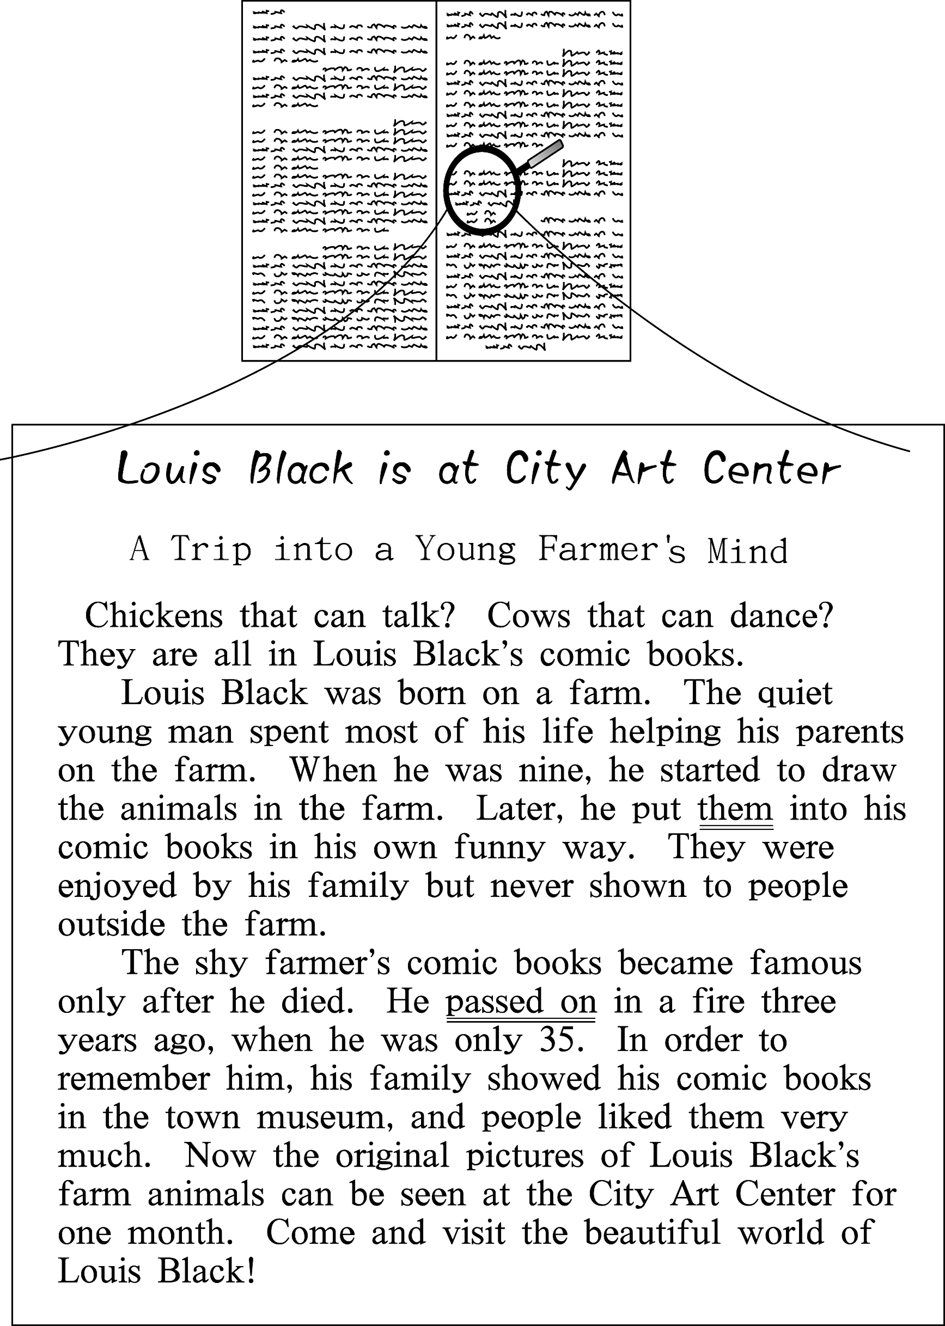 Louis Black is at City Art Center
A Trip into a Young Farmer's Mind
Chickens that can talk? Cows that can dance?
They are all in Louis Black's comic books.
Louis Black was born on a farm. The quiet
young man spent most of his life helping his parents
on the farm. When he was nine, he started to draw
the animals in the farm. Later, he put them into his
comic books in his own funny way. They were
enjoyed by his family but never shown to people
outside the farm.
The shy farmer's comic books became famous
only after he died. He passed on in a fire three
years ago, when he was only 35. In order to
remember him, his family showed his comic books
in the town museum, and people liked them very
much. Now the original pictures of Louis Black's
farm animals can be seen at the City Art Center for
one month. Come and visit the beautiful world of
Louis Black!